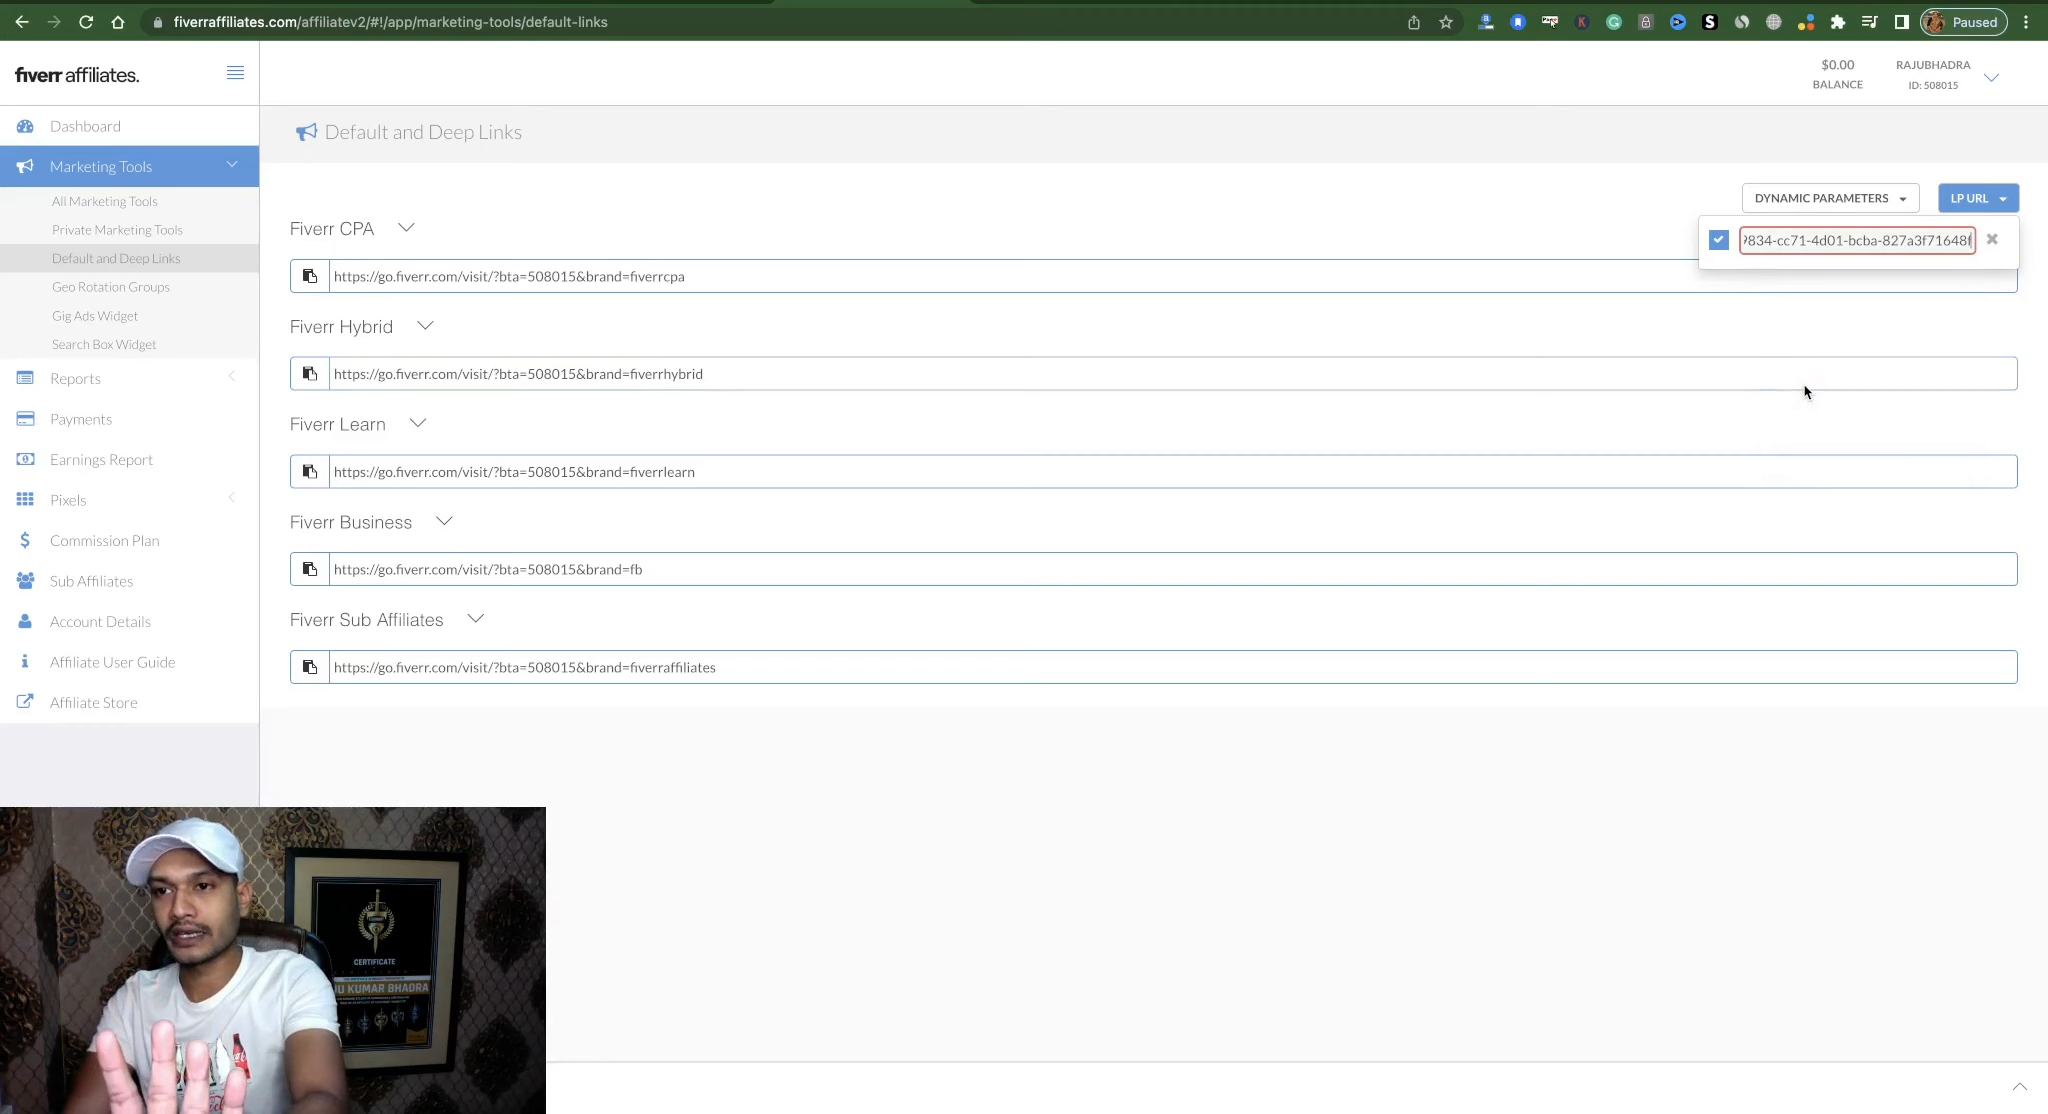 fiverraffiliates.com/affiliatev2/#!/app/marketing-tools/default-links
Paused
fiverr affiliates.
$0.00
BALANCE
RAJUBHADRA
ID: 508015
Dashboard
Marketing Tools
All Marketing Tools
Private Marketing Tools
Default and Deep Links
Geo Rotation Groups
Gig Ads Widget
Search Box Widget
Reports
Payments
Earnings Report
Pixels
Commission Plan
Sub Affiliates
Account Details
Affiliate User Guide
Affiliate Store
Default and Deep Links
DYNAMIC PARAMETERS
LP URL
834-cc71-4d01-bcba-827a3f71648f
Fiverr CPA
https://go.fiverr.com/visit/?bta=508015&brand=fiverrcpa
Fiverr Hybrid
https://go.fiverr.com/visit/?bta=508015&brand=fiverrhybrid
Fiverr Learn
https://go.fiverr.com/visit/?bta=508015&brand=fiverrlearn
Fiverr Business
https://go.fiverr.com/visit/?bta=508015&brand=fb
Fiverr Sub Affiliates
https://go.fiverr.com/visit/?bta=508015&brand=fiverraffiliates
CERTIFICATE
JU KUMAR BHADRA